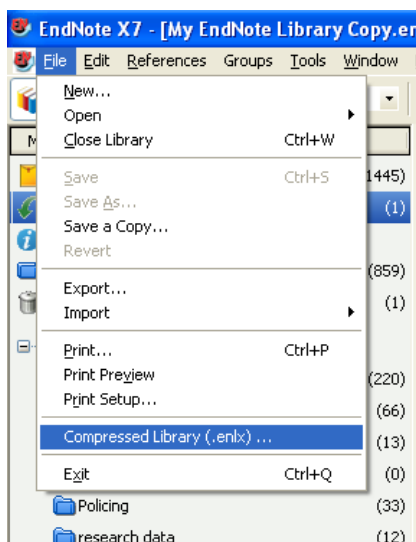 EndNote X7 - [My EndNote Library Copy.en
File Edit References Groups Tools Window
New...
Open
Close Library Ctrl+W
Save Ctrl+S
Save As...
Save a Copy...
Revert
Export...
Import
Print... Ctrl+P
Print Preview
Print Setup...
Compressed Library (.enlx) ...
Exit Ctrl+Q
M
1445)
(1)
(859)
(1)
(220)
(66)
(13)
(0)
Policing (33)
research data (12)